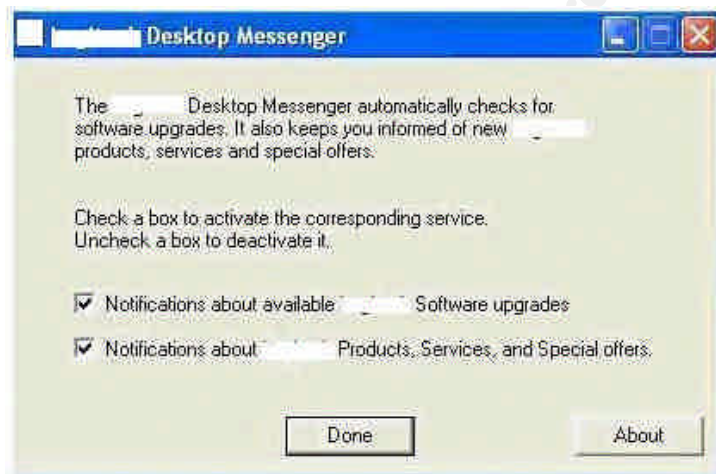 Desktop Messenger
The Desktop Messenger automatically checks for
software upgrades. It also keeps you informed of new
products, services and special offers.
Check a box to activate the corresponding service.
Uncheck a box to deactivate it.
Notifications about available Software upgrades
Notifications about Products, Services, and Special offers.
Done About